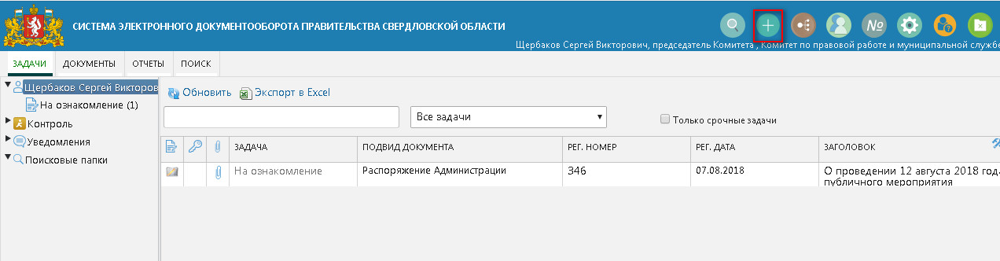 СИСТЕМА ЭЛЕКТРОННОГО ДОКУМЕНТООБОРОТА ПРАВИТЕЛЬСТВА СВЕРДЛОВСКОЙ ОБЛАСТИ
№
Щербаков Сергей Викторович, председатель Комитета , Комитет по правовой работе и муниципальной службе
ЗАДАЧИ ДОКУМЕНТЫ ОТЧЕТЫ ПОИСК
Щербаков Сергей Викторов
На ознакомление (1)
Контроль
Уведомления
Поисковые папки
Обновить Экспорт в Excel
Все задачи Только срочные задачи
ЗАДАЧА ПОДВИД ДОКУМЕНТА РЕГ. НОМЕР РЕГ. ДАТА ЗАГОЛОВОК
На ознакомление Распоряжение Администрации 346 07.08.2018 О проведении 12 августа 2018 года
публичного мероприятия